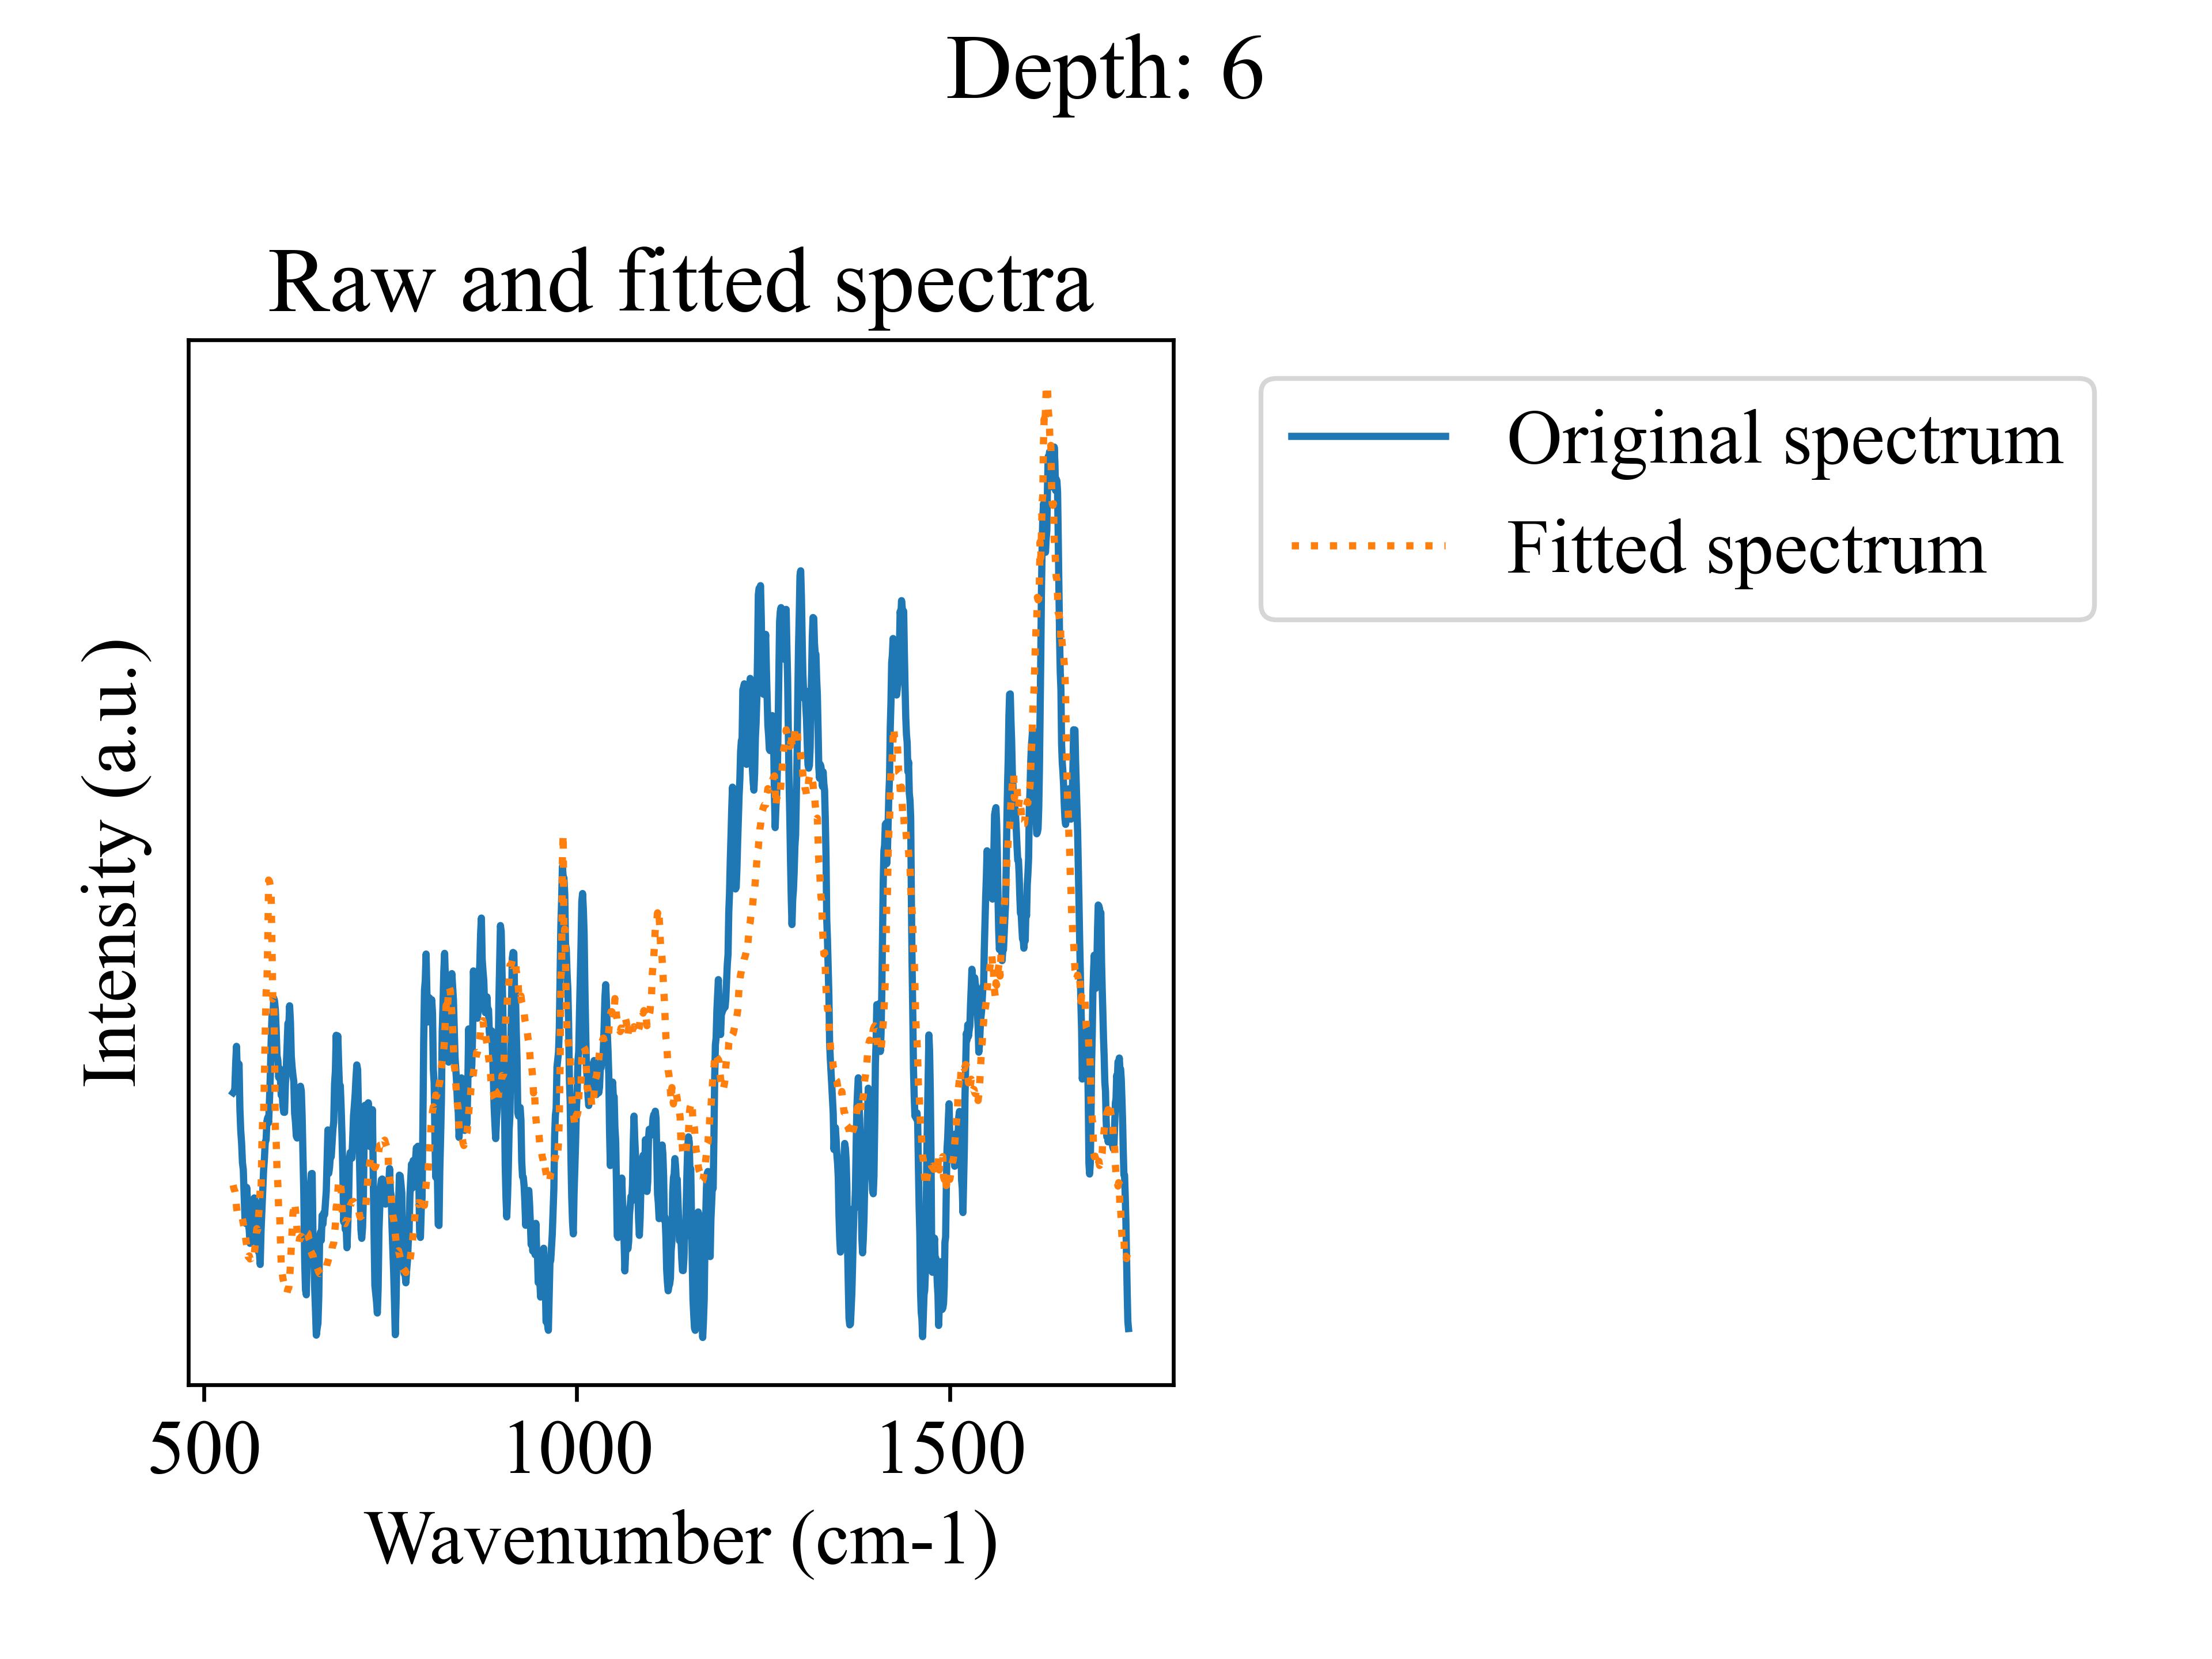 Depth: 6
Raw and fitted spectra
Original spectrum
Fitted spectrum
Intensity (a.u.)
500 1000 1500
Wavenumber (cm-1)